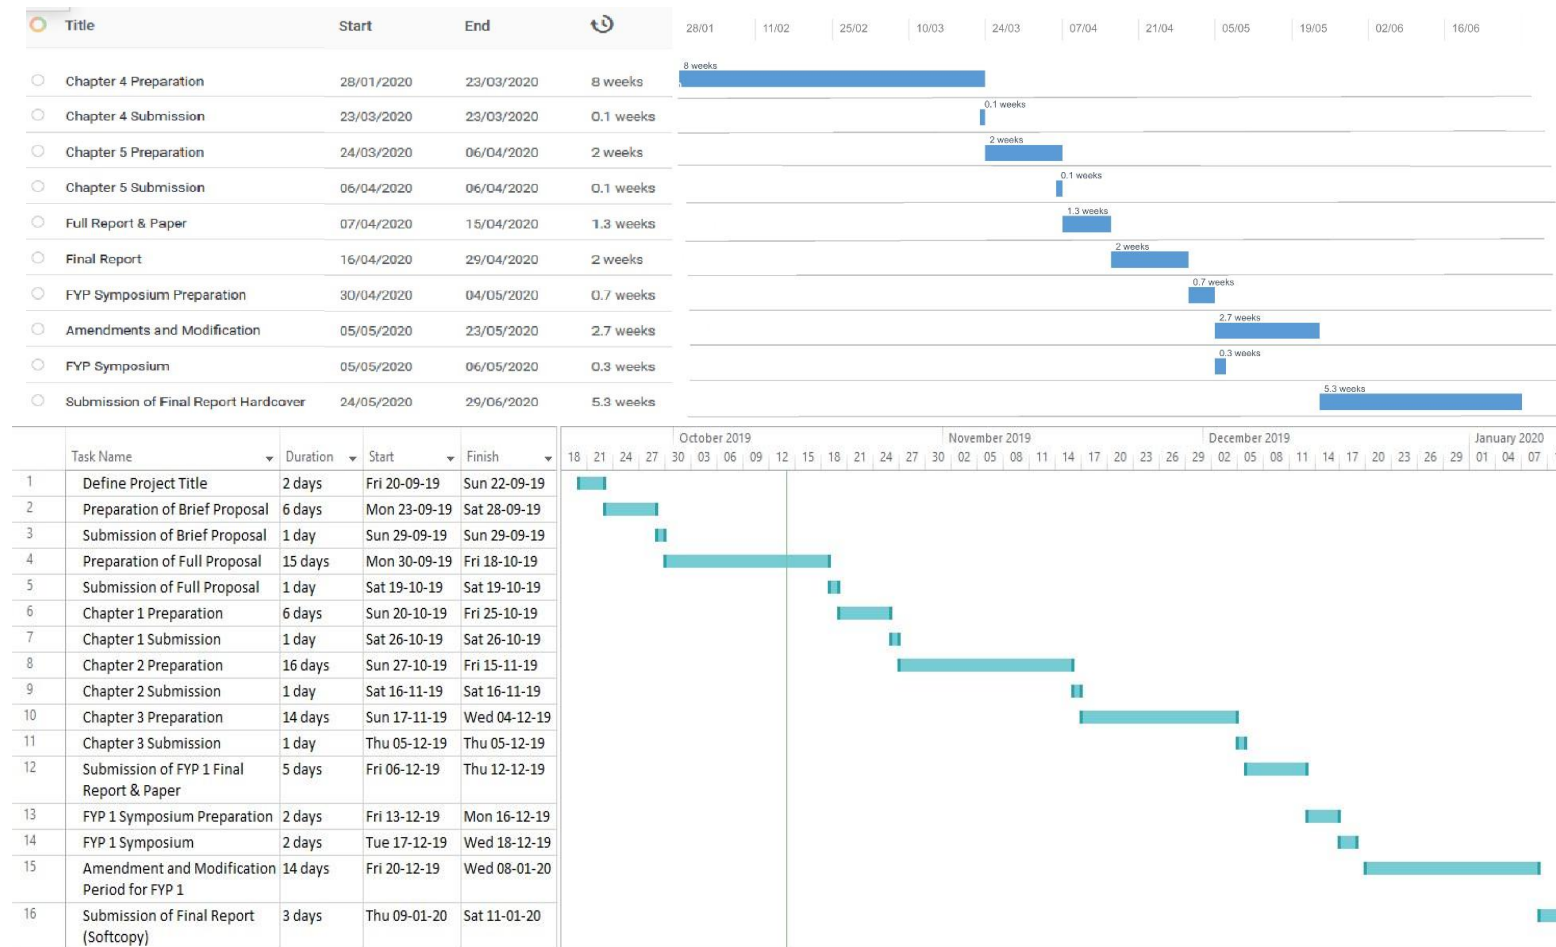 Title Start End 28/01 11/02 25/02 10/03 24/03 07/04 21/04 05/05 19/05 02/06 16/06
Chapter 4 Preparation 28/01/2020 23/03/2020 8 weeks 8 weeks
Chapter 4 Submission 23/03/2020 23/03/2020 0.1 weeks 0.1 weeks
Chapter 5 Preparation 24/03/2020 06/04/2020 2 weeks 2 weeks
Chapter 5 Submission 06/04/2020 06/04/2020 0.1 weeks 0.1 weeks
Full Report & Paper 07/04/2020 15/04/2020 1.3 weeks 1.3 weeks
Final Report 16/04/2020 29/04/2020 2 weeks 2 weeks
FYP Symposium Preparation 30/04/2020 04/05/2020 0.7 weeks 0.7 weeks
Amendments and Modification 05/05/2020 23/05/2020 2.7 weeks 2.7 weeks
FYP Symposium 05/05/2020 06/05/2020 0.3 weeks 0.3 weeks
Submission of Final Report Hardcover 24/05/2020 29/06/2020 5.3 weeks 5.3 weeks
October 2019 November 2019 December 2019 January 2020
Task Name Duration Start Finish 18 21 24 27 30 03 06 09 12 15 18 21 24 27 30 02 05 08 11 14 17 20 23 26 29 02 05 08 11 14 17 20 23 26 29 01 04 07
1 Define Project Title 2 days Fri 20-09-19 Sun 22-09-19
2 Preparation of Brief Proposal 6 days Mon 23-09-19 Sat 28-09-19
3 Submission of Brief Proposal 1 day Sun 29-09-19 Sun 29-09-19
4 Preparation of Full Proposal 15 days Mon 30-09-19 Fri 18-10-19
5 Submission of Full Proposal 1 day Sat 19-10-19 Sat 19-10-19
6 Chapter 1 Preparation 6 days Sun 20-10-19 Fri 25-10-19
7 Chapter 1 Submission 1 day Sat 26-10-19 Sat 26-10-19
8 Chapter 2 Preparation 16 days Sun 27-10-19 Fri 15-11-19
9 Chapter 2 Submission 1 day Sat 16-11-19 Sat 16-11-19
10 Chapter 3 Preparation 14 days Sun 17-11-19 Wed 04-12-19
11 Chapter 3 Submission 1 day Thu 05-12-19 Thu 05-12-19
12 Submission of FYP 1 Final 5 days Fri 06-12-19 Thu 12-12-19
Report & Paper
13 FYP 1 Symposium Preparation 2 days Fri 13-12-19 Mon 16-12-19
14 FYP 1 Symposium 2 days Tue 17-12-19 Wed 18-12-19
15 Amendment and Modification 14 days Fri 20-12-19 Wed 08-01-20
Period for FYP 1
16 Submission of Final Report 3 days Thu 09-01-20 Sat 11-01-20
(Softcopy)